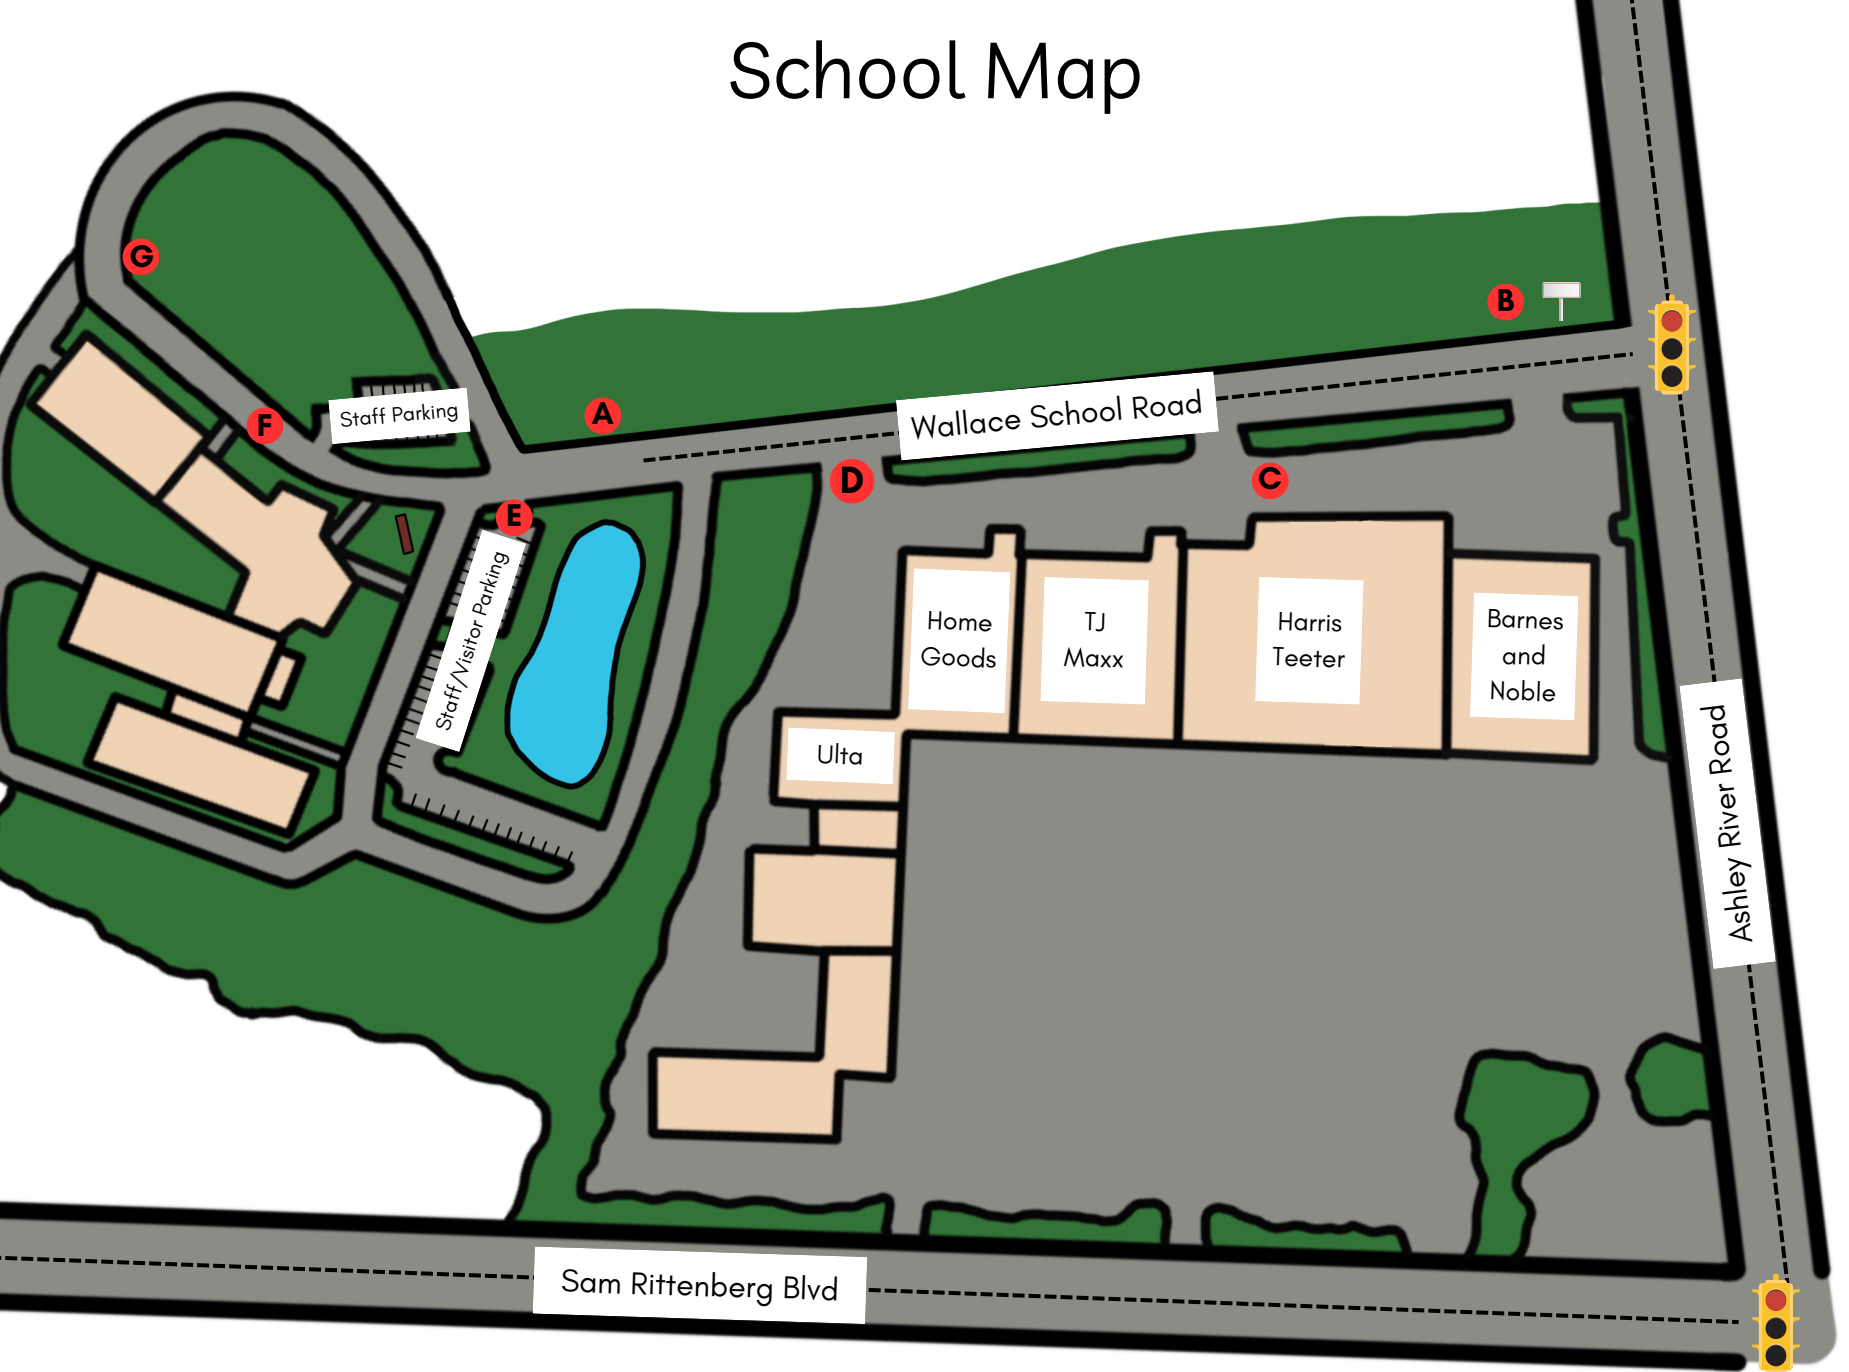 School Map
G
B
Staff Parking
F
A
Wallace School Road
D
C
E
Staff/Visitor Parking
Home
Goods
TJ
Maxx
Harris
Teeter
Barnes
and
Noble
Ulta
Ashley River Road
Sam Rittenberg Blvd